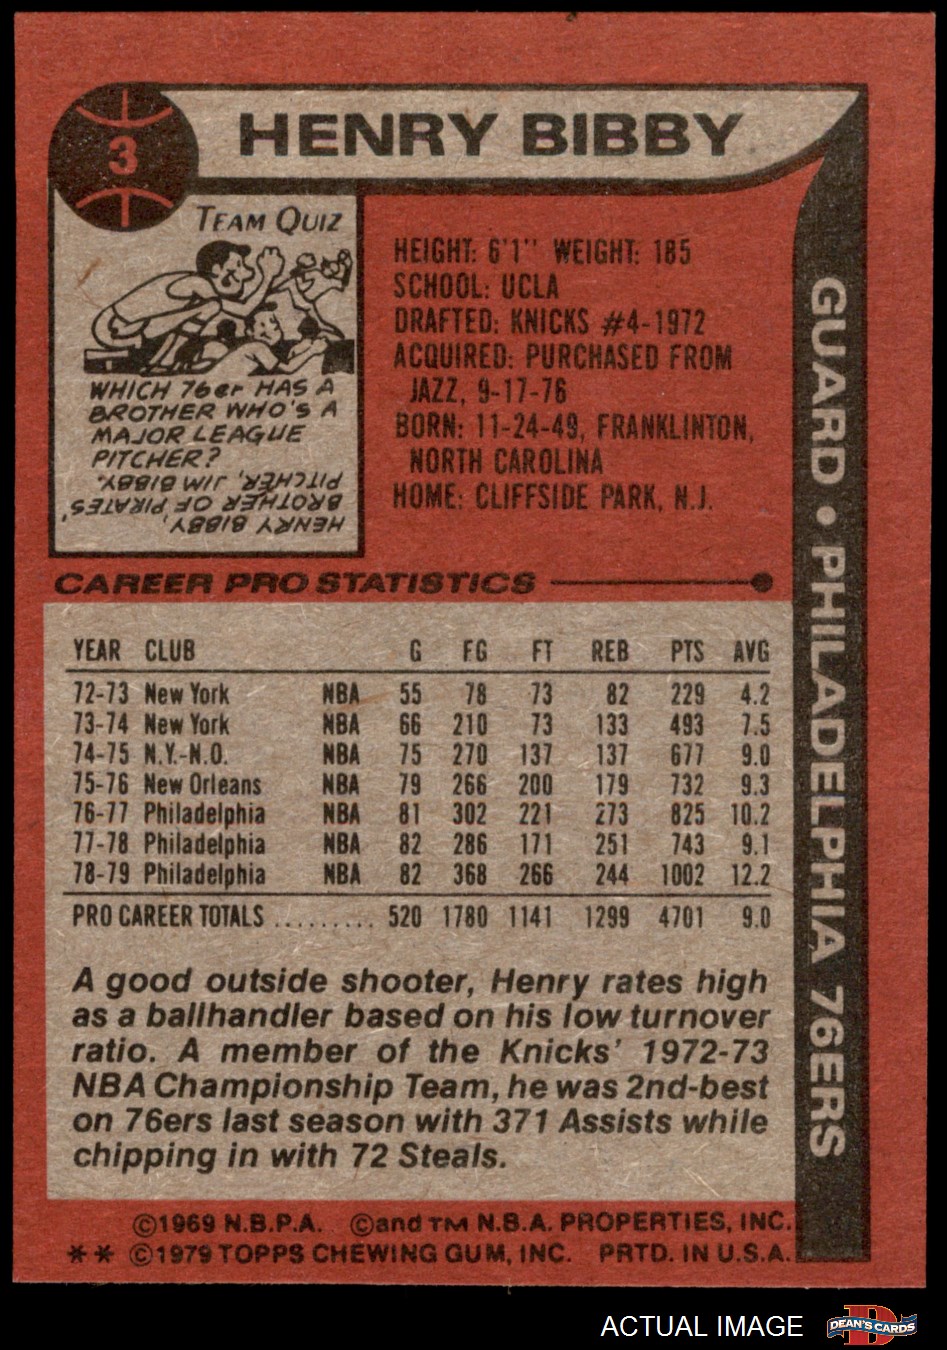 3
HENRY BIBBY
TEAM QUIZ
WHICH 76er HAS A
BROTHER WHO'S A
MAJOR LEAGUE
PITCHER?
HENRY BIBBY,
BROTHER OF PIRATES'
PITCHER, JIM BIBBY.
HEIGHT: 6'1" WEIGHT: 185
SCHOOL: UCLA
DRAFTED: KNICKS #4-1972
ACQUIRED: PURCHASED FROM
JAZZ, 9-17-76
BORN: 11-24-49, FRANKLINTON,
NORTH CAROLINA
HOME: CLIFFSIDE PARK, N.J.
GUARD • PHILADELPHIA 76ERS
CAREER PRO STATISTICS
YEAR CLUB G FG FT REB PTS AVG
72-73 New York NBA 55 78 73 82 229 4.2
73-74 New York NBA 66 210 73 133 493 7.5
74-75 N.Y.-N.O. NBA 75 270 137 137 677 9.0
75-76 New Orleans NBA 79 266 200 179 732 9.3
76-77 Philadelphia NBA 81 302 221 273 825 10.2
77-78 Philadelphia NBA 82 286 171 251 743 9.1
78-79 Philadelphia NBA 82 368 266 244 1002 12.2
PRO CAREER TOTALS ......... 520 1780 1141 1299 4701 9.0
A good outside shooter, Henry rates high
as a ballhandler based on his low turnover
ratio. A member of the Knicks' 1972-73
NBA Championship Team, he was 2nd-best
on 76ers last season with 371 Assists while
chipping in with 72 Steals.
©1969 N.B.P.A. ©and TM N.B.A. PROPERTIES, INC.
** ©1979 TOPPS CHEWING GUM, INC. PRTD. IN U.S.A.
ACTUAL IMAGE
D
DEAN'S CARDS